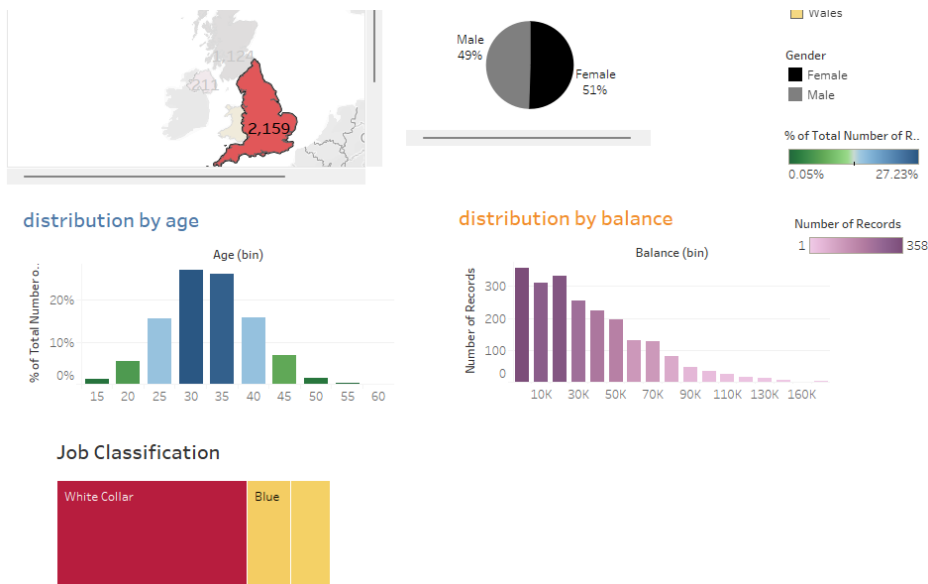 Wales
1,124
211
2,159
Male
49%
Female
51%
Gender
Female
Male
% of Total Number of R..
0.05% 27.23%
distribution by age
Age (bin)
% of Total Number o..
20%
10%
0%
15 20 25 30 35 40 45 50 55 60
distribution by balance
Balance (bin)
Number of Records
300
200
100
0
10K 30K 50K 70K 90K 110K 130K 160K
Number of Records
1 358
Job Classification
White Collar
Blue